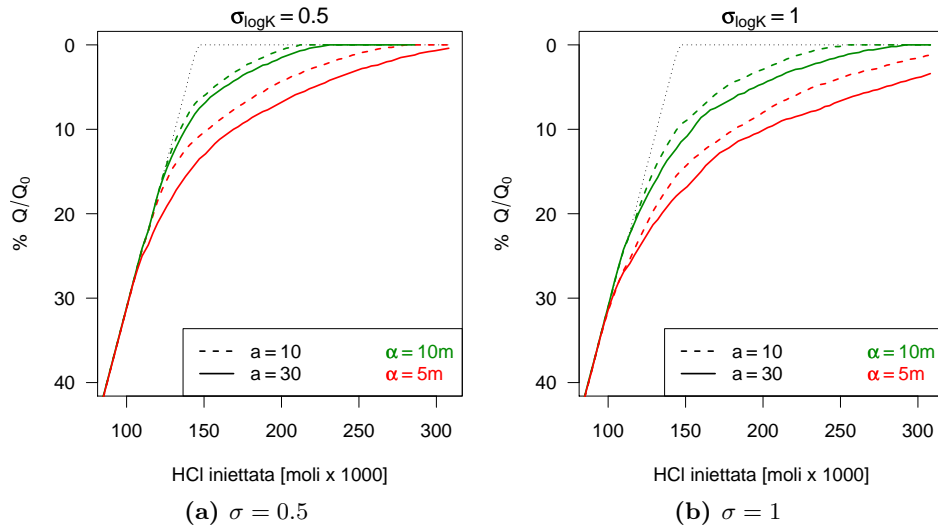 σlogK = 0.5
0
10
20
30
40
% Q/Q0
a = 10
α = 10m
a = 30
α = 5m
100
150
200
250
300
HCl iniettata [moli x 1000]
(a) σ = 0.5
σlogK = 1
0
10
20
30
40
% Q/Q0
a = 10
α = 10m
a = 30
α = 5m
100
150
200
250
300
HCl iniettata [moli x 1000]
(b) σ = 1